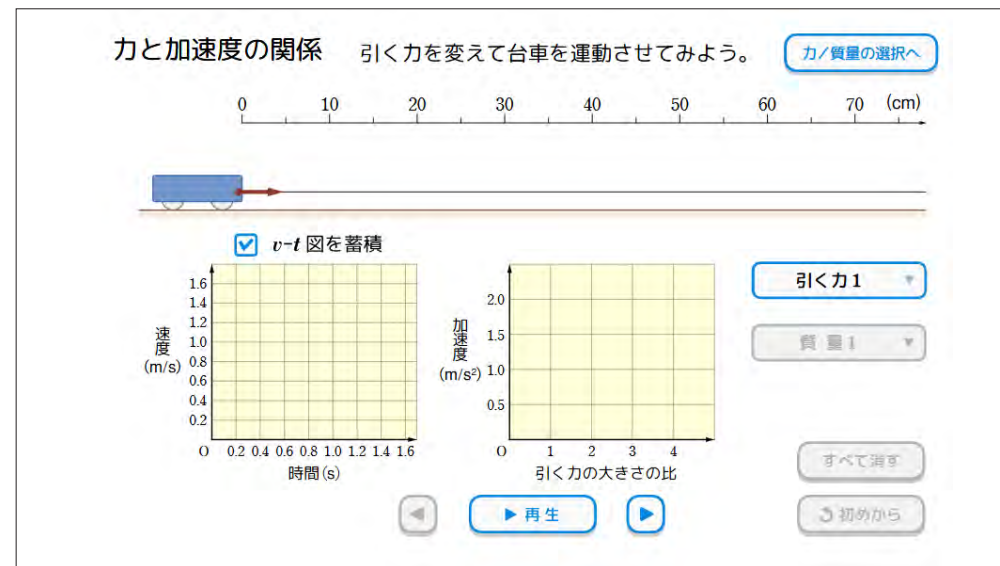 力と加速度の関係 引く力を変えて台車を運動させてみよう。 力/質量の選択へ
0 10 20 30 40 50 60 70 (cm)
v-t 図を蓄積
速度
(m/s)
1.6
1.4
1.2
1.0
0.8
0.6
0.4
0.2
O 0.2 0.4 0.6 0.8 1.0 1.2 1.4 1.6
時間(s)
加速度
(m/s²)
2.0
1.5
1.0
0.5
O 1 2 3 4
引く力の大きさの比
引く力1 ▼
質 量1 ▼
すべて消す
◀ ▶ 再生 ▶
初めから